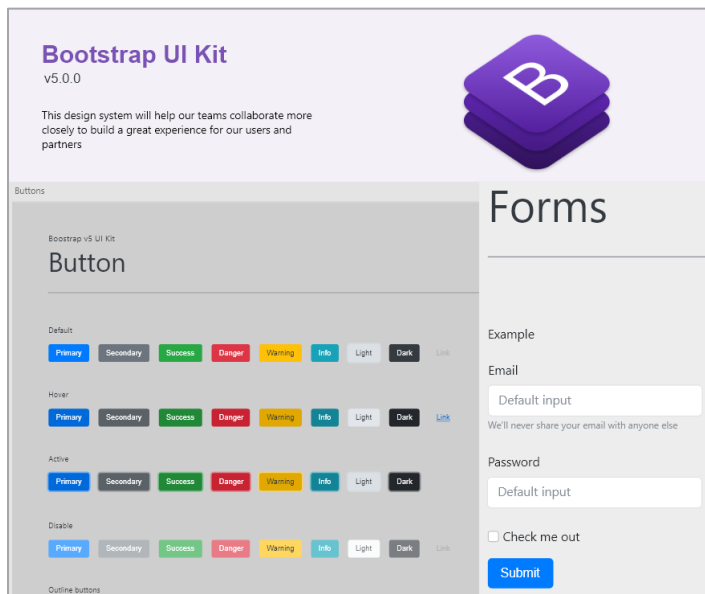 Bootstrap UI Kit
v5.0.0
This design system will help our teams collaborate more
closely to build a great experience for our users and
partners
B
Buttons
Boostrap v5 UI Kit
Button
Default
Primary Secondary Success Danger Warning Info Light Dark Link
Hover
Primary Secondary Success Danger Warning Info Light Dark Link
Active
Primary Secondary Success Danger Warning Info Light Dark
Disable
Primary Secondary Success Danger Warning Info Light Dark Link
Outline buttons
Forms
Example
Email
Default input
We'll never share your email with anyone else
Password
Default input
Check me out
Submit